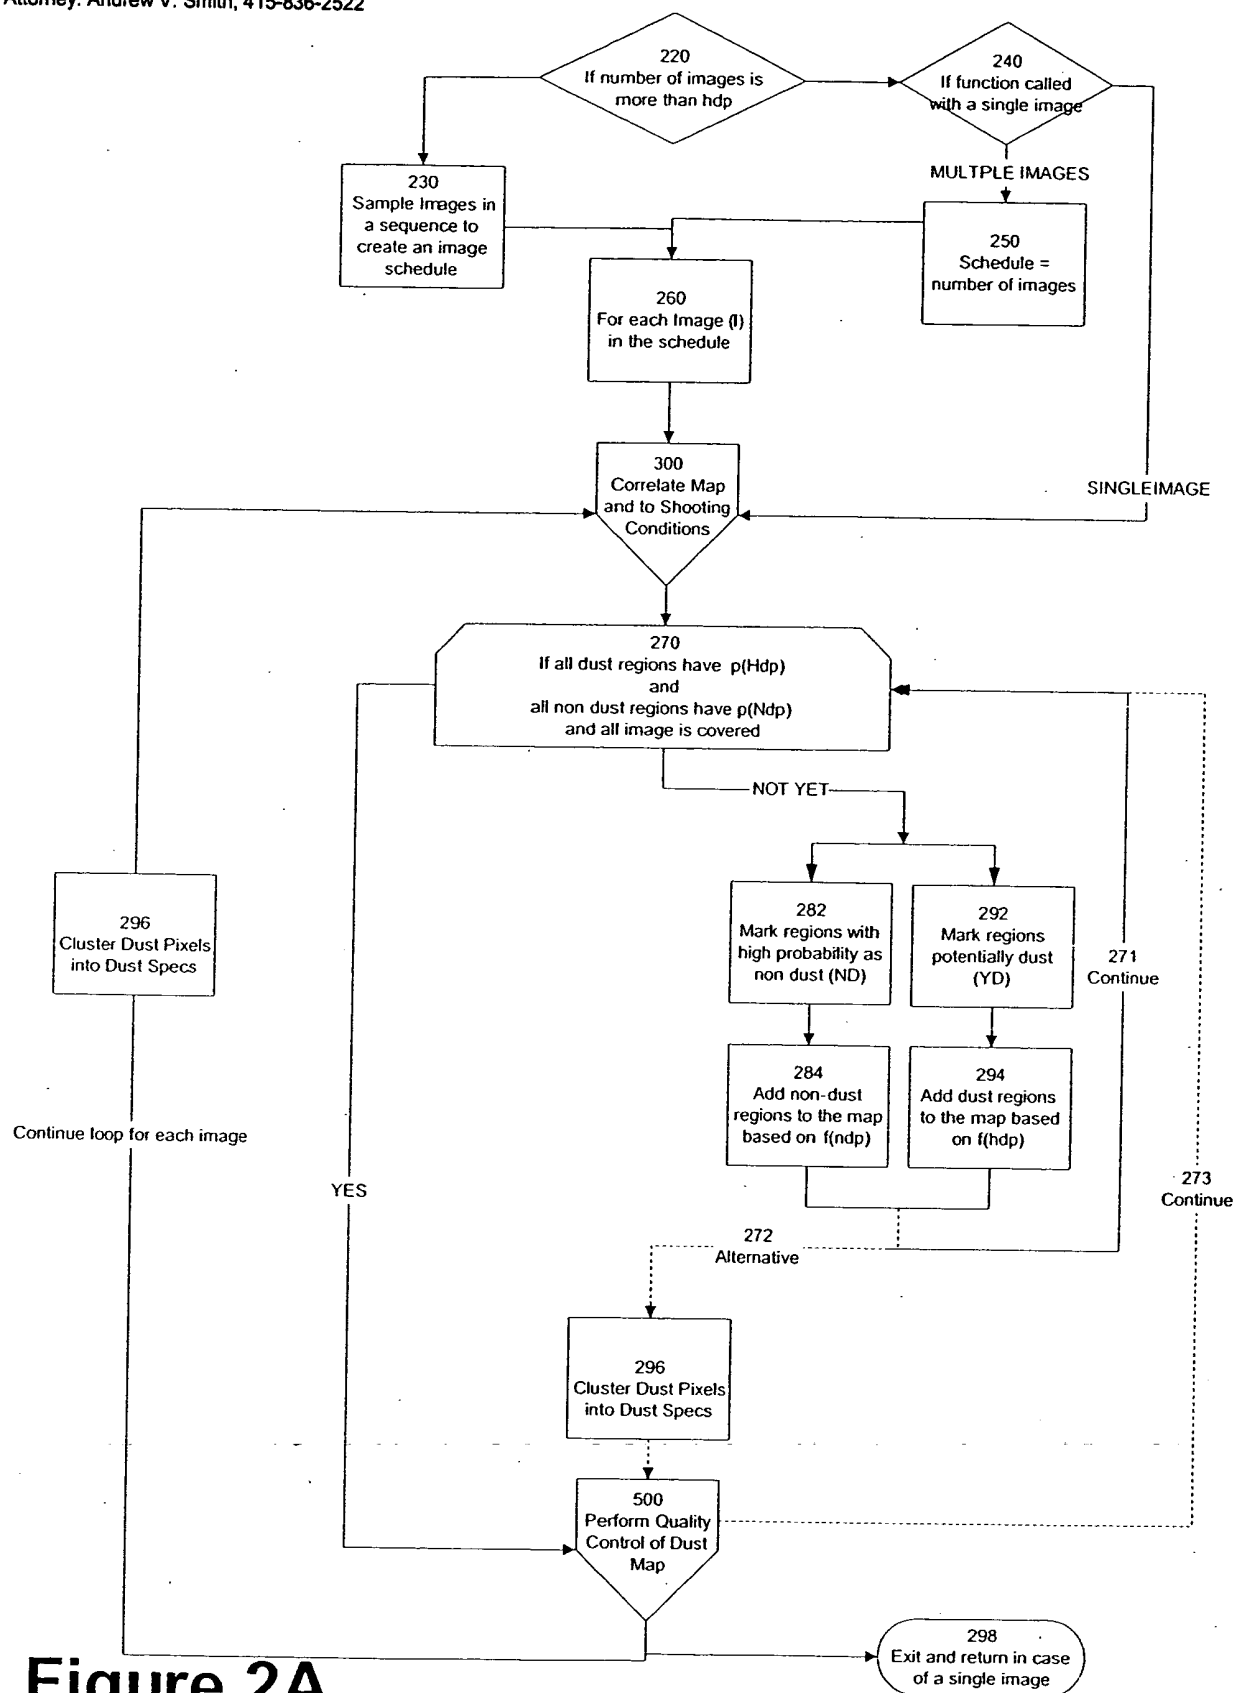 Attorney: Andrew V. Smith, 415-836-2522
220
If number of images is
more than hdp
240
If function called
with a single image
MULTPLE IMAGES
230
Sample Images in
a sequence to
create an image
schedule
250
Schedule =
number of images
260
For each Image (I)
in the schedule
300
Correlate Map
and to Shooting
Conditions
SINGLEIMAGE
270
If all dust regions have p(Hdp)
and
all non dust regions have p(Ndp)
and all image is covered
NOT YET
296
Cluster Dust Pixels
into Dust Specs
282
Mark regions with
high probability as
non dust (ND)
292
Mark regions
potentially dust
(YD)
271
Continue
284
Add non-dust
regions to the map
based on f(ndp)
294
Add dust regions
to the map based
on f(hdp)
Continue loop for each image
YES
273
Continue
272
Alternative
296
Cluster Dust Pixels
into Dust Specs
500
Perform Quality
Control of Dust
Map
298
Exit and return in case
of a single image
Figure 2A